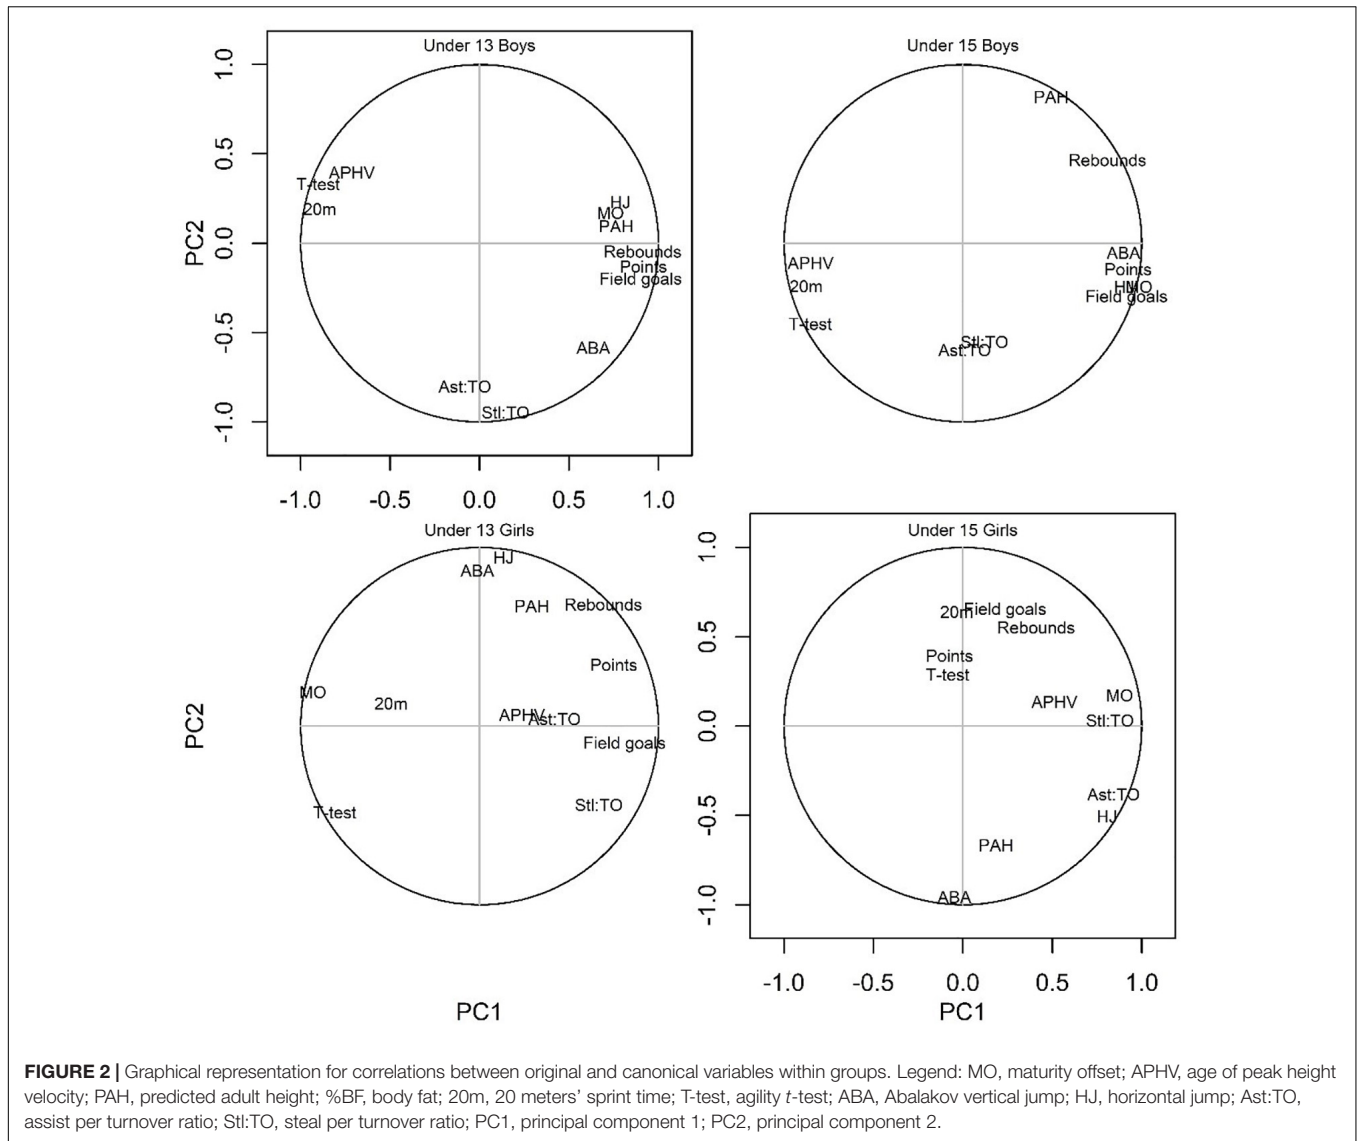 Under 13 Boys
Under 15 Boys
1.0
0.5
0.0
-0.5
-1.0
PC2
APHV
T-test
20m
HJ
MO
PAH
Rebounds
Points
Field goals
ABA
Ast:TO
Stl:TO
-1.0 -0.5 0.0 0.5 1.0
PAH
Rebounds
ABA
APHV
Points
20m
HJ
MO
Field goals
T-test
Stl:TO
Ast:TO
Under 13 Girls
HJ
ABA
PAH
Rebounds
Points
MO
20m
APHV
Ast:TO
Field goals
Stl:TO
T-test
PC2
PC1
Under 15 Girls
1.0
0.5
0.0
-0.5
-1.0
20m
Field goals
Rebounds
Points
T-test
APHV
MO
Stl:TO
Ast:TO
HJ
PAH
ABA
-1.0 -0.5 0.0 0.5 1.0
PC1
FIGURE 2 | Graphical representation for correlations between original and canonical variables within groups. Legend: MO, maturity offset; APHV, age of peak height
velocity; PAH, predicted adult height; %BF, body fat; 20m, 20 meters' sprint time; T-test, agility t-test; ABA, Abalakov vertical jump; HJ, horizontal jump; Ast:TO,
assist per turnover ratio; Stl:TO, steal per turnover ratio; PC1, principal component 1; PC2, principal component 2.